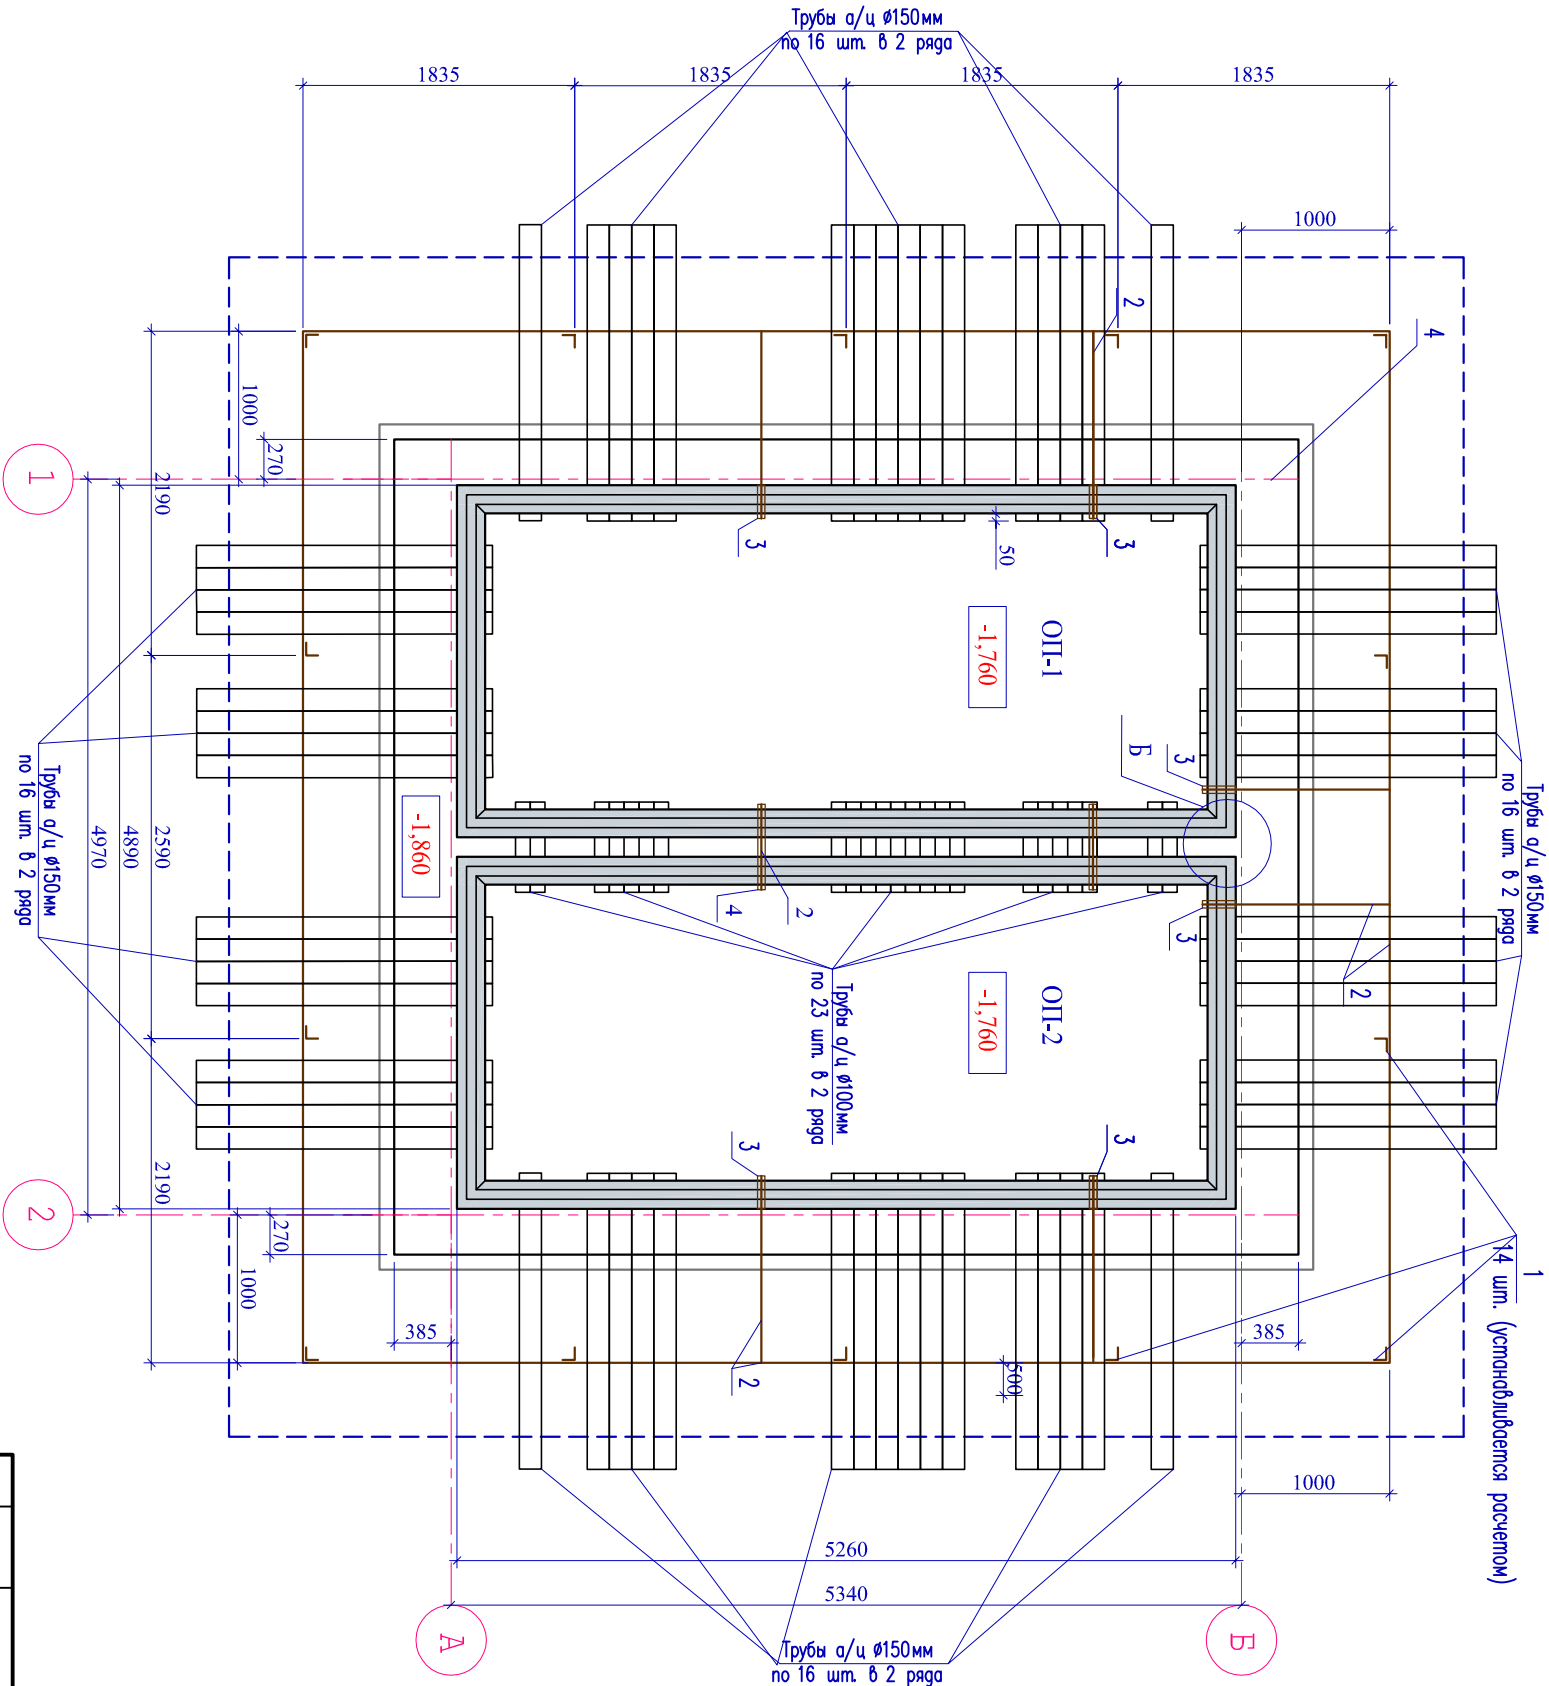 Трубы а/ц ø150мм
по 16 шт. в 2 ряда
1835
1835
1835
1835
1000
2
4
1000
270
2190
1
3
50
3
ОП-1
-1,760
Трубы а/ц ø150мм
по 16 шт. в 2 ряда
Б
3
Трубы а/ц ø150мм
по 16 шт. в 2 ряда
4970
4890
2590
-1,860
4
2
3
2
Трубы а/ц ø100мм
по 23 шт. в 2 ряда
ОП-2
-1,760
3
3
2190
2
270
1000
385
385
1
14 шт. (устанавливается расчетом)
2
500
1000
5260
5340
А
Б
Трубы а/ц ø150мм
по 16 шт. в 2 ряда